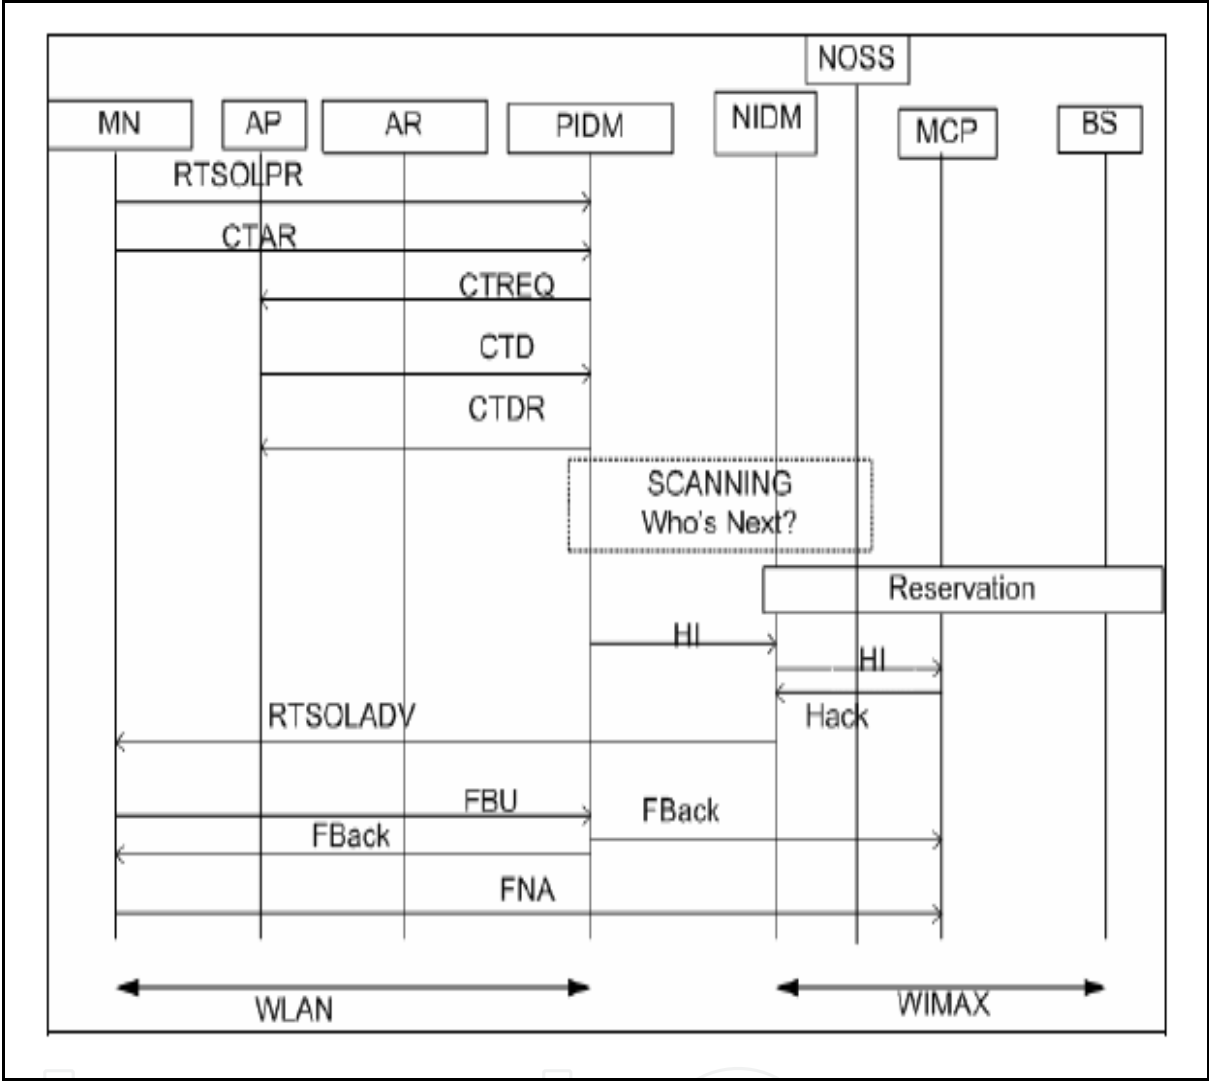 NOSS
MN
AP
AR
PIDM
NIDM
MCP
BS
RTSOLPR
CTAR
CTREQ
CTD
CTDR
SCANNING
Who's Next?
Reservation
HI
HI
Hack
RTSOLADV
FBU
FBack
FBack
FNA
WLAN
WIMAX